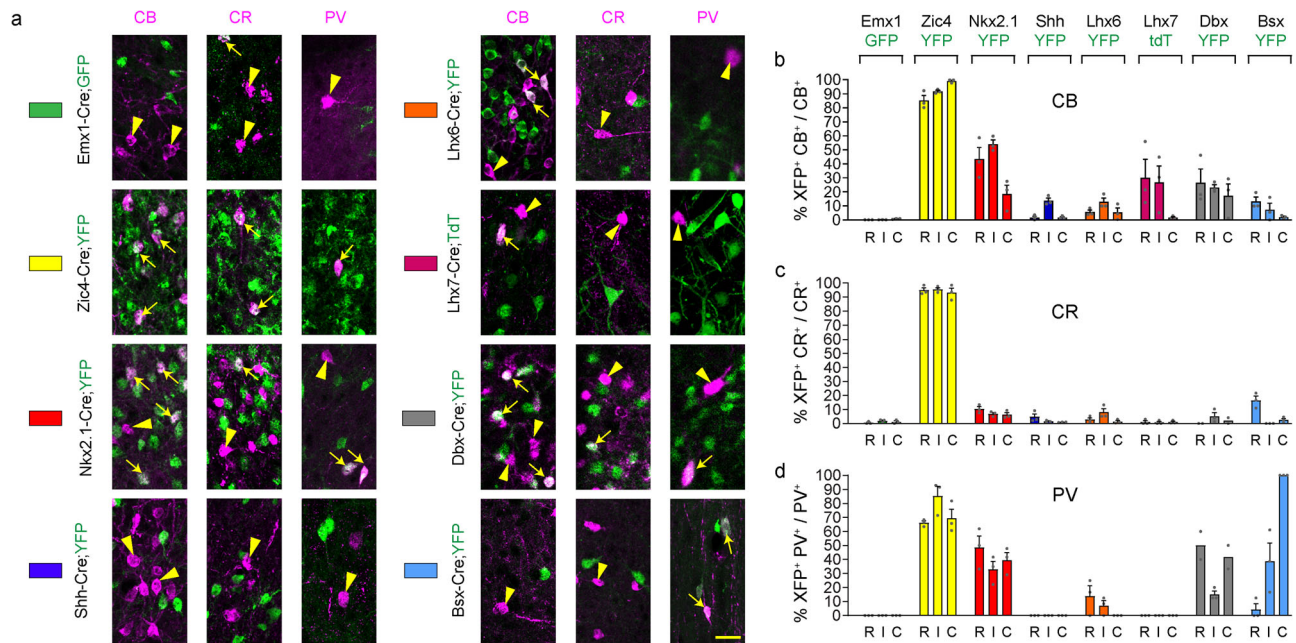 a
CB CR PV
CB CR PV
Emx1-Cre;GFP
Zic4-Cre;YFP
Nkx2.1-Cre;YFP
Shh-Cre;YFP
Lhx6-Cre;YFP
Lhx7-Cre;TdT
Dbx-Cre;YFP
Bsx-Cre;YFP
Emx1 Zic4 Nkx2.1 Shh Lhx6 Lhx7 Dbx Bsx
GFP YFP YFP YFP YFP tdT YFP YFP
b
CB
% XFP⁺ CB⁺ / CB⁺
100
90
80
70
60
50
40
30
20
10
0
R I C R I C R I C R I C R I C R I C R I C R I C
c
CR
% XFP⁺ CR⁺ / CR⁺
100
90
80
70
60
50
40
30
20
10
0
R I C R I C R I C R I C R I C R I C R I C R I C
d
PV
% XFP⁺ PV⁺ / PV⁺
100
90
80
70
60
50
40
30
20
10
0
R I C R I C R I C R I C R I C R I C R I C R I C